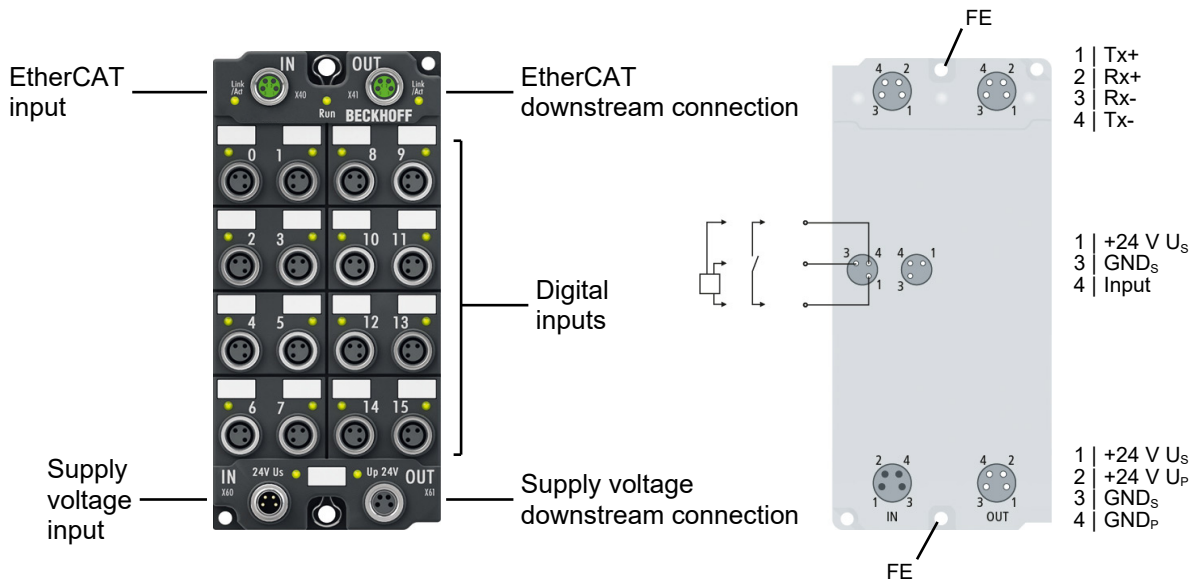 FE
EtherCAT
input
IN
OUT
Link
/Act
X40
X41
Link
/Act
Run
BECKHOFF
EtherCAT
downstream connection
0 1 8 9
2 3 10 11
4 5 12 13
6 7 14 15
Digital
inputs
Supply
voltage
input
IN
X60
24V Us
Up 24V
OUT
X61
Supply voltage
downstream connection
4 2
3 1
4 2
3 1
1 | Tx+
2 | Rx+
3 | Rx-
4 | Tx-
3 4
1
4 1
3
1 | +24 V US
3 | GNDS
4 | Input
2 4
1 3
IN
4 2
3 1
OUT
1 | +24 V US
2 | +24 V UP
3 | GNDS
4 | GNDP
FE